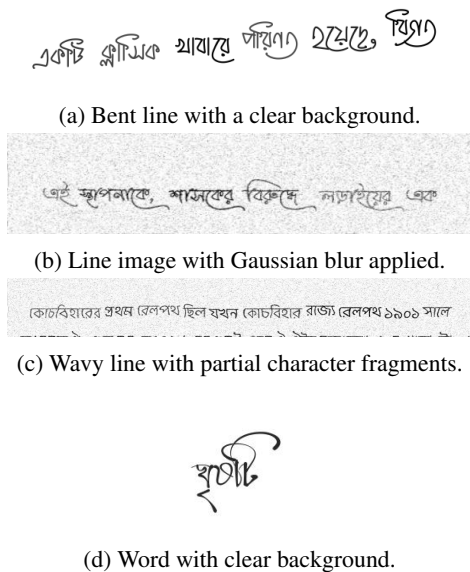 একটি ক্লাসিক খাবারে পরিণত হয়েছে, বিগত
(a) Bent line with a clear background.
এই স্থাপনাকে, শাসকের বিরুদ্ধে লড়াইয়ের এক
(b) Line image with Gaussian blur applied.
কোচবিহারের প্রথম রেলপথ ছিল যখন কোচবিহার রাজ্য রেলপথ ১৯০১ সালে
(c) Wavy line with partial character fragments.
(d) Word with clear background.